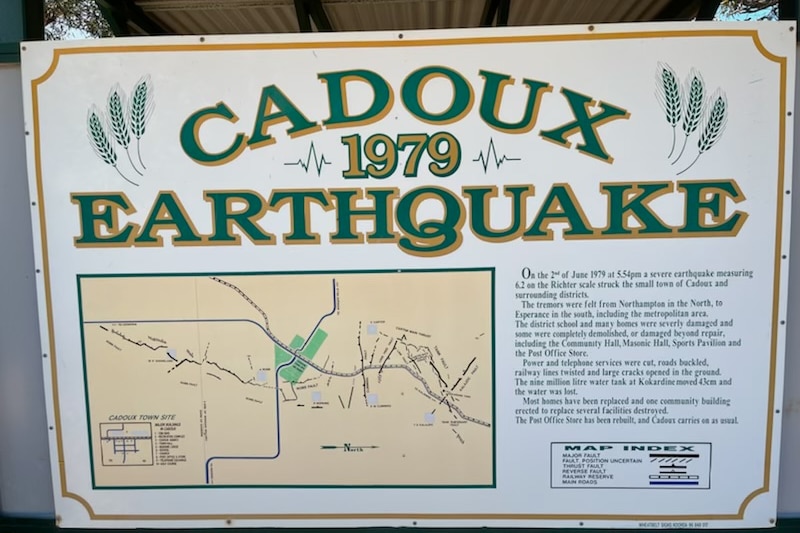 CADOUX
1979
EARTHQUAKE
On the 2nd of June 1979 at 5.54pm a severe earthquake measuring
6.2 on the Richter scale struck the small town of Cadoux and
surrounding districts.
The tremors were felt from Northampton in the North, to
Esperance in the south, including the metropolitan area.
The district school and many homes were severly damaged and
some were completely demolished, or damaged beyond repair,
including the Community Hall, Masonic Hall, Sports Pavilion and
the Post Office Store.
Power and telephone services were cut, roads buckled,
railway lines twisted and large cracks opened in the ground.
The nine million litre water tank at Kokardine moved 43cm and
the water was lost.
Most homes have been replaced and one community building
erected to replace several facilities destroyed.
The Post Office Store has been rebuilt, and Cadoux carries on as usual.
CADOUX TOWN SITE
MAJOR BUILDINGS
IN CADOUX
North
MAP INDEX
MAJOR FAULT
FAULT, POSITION UNCERTAIN
THRUST FAULT
REVERSE FAULT
RAILWAY RESERVE
MAIN ROADS